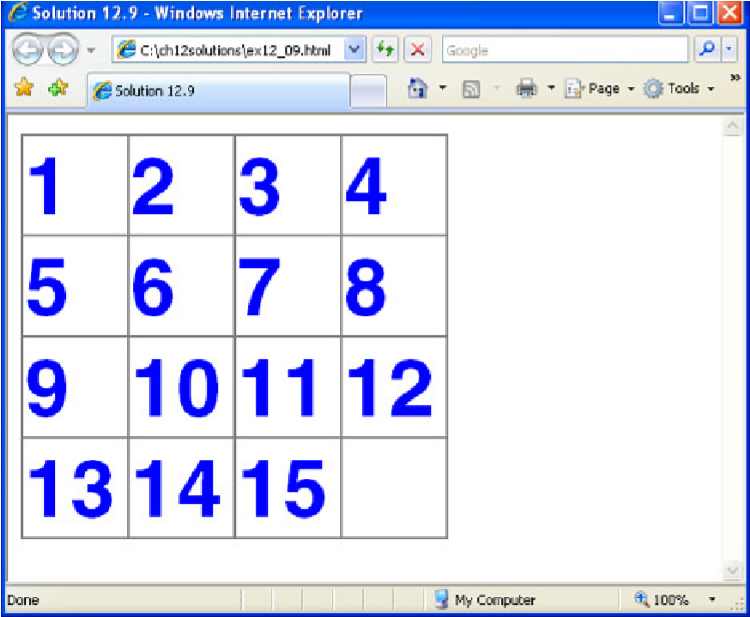 Solution 12.9 - Windows Internet Explorer
C:\ch12solutions\ex12_09.html Google
Solution 12.9 Page Tools
1 2 3 4
5 6 7 8
9 10 11 12
13 14 15
Done My Computer 100%